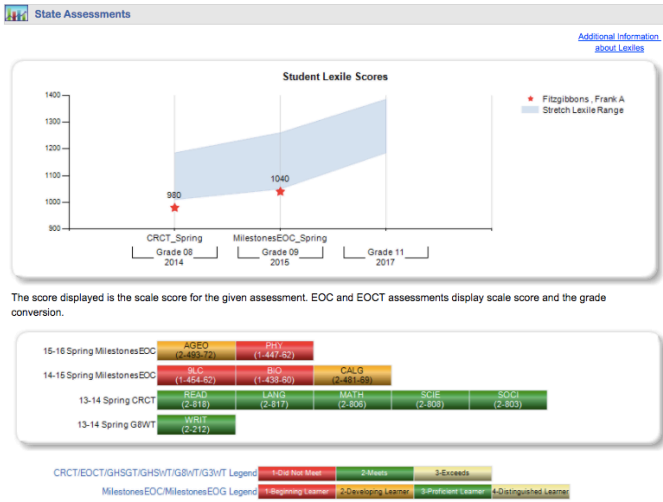 State Assessments
Additional Information
about Lexiles
Student Lexile Scores
1400
1300
1200
1100
1000
900
980
1040
Fitzgibbons , Frank A
Stretch Lexile Range
CRCT_Spring MilestonesEOC_Spring
Grade 08 Grade 09 Grade 11
2014 2015 2017
The score displayed is the scale score for the given assessment. EOC and EOCT assessments display scale score and the grade
conversion.
15-16 Spring MilestonesEOC AGEO PHY
(2-493-72) (1-447-62)
14-15 Spring MilestonesEOC 9LC BIO CALG
(1-454-62) (1-438-60) (2-481-69)
13-14 Spring CRCT READ LANG MATH SCIE SOCI
(2-818) (2-817) (2-806) (2-808) (2-803)
13-14 Spring G8WT WRIT
(2-212)
CRCT/EOCT/GHSGT/GHSWT/G8WT/G3WT Legend 1-Did Not Meet 2-Meets 3-Exceeds
MilestonesEOC/MilestonesEOG Legend 1-Beginning Learner 2-Developing Learner 3-Proficient Learner 4-Distinguished Learner